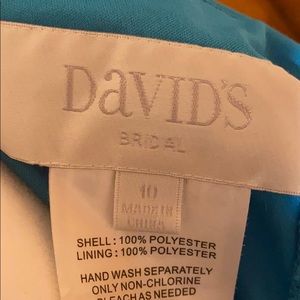 DaVID'S
BRIDAL
10
MADE IN
CHINA
SHELL: 100% POLYESTER
LINING: 100% POLYESTER
HAND WASH SEPARATELY
ONLY NON-CHLORINE
BLEACH AS NEEDED